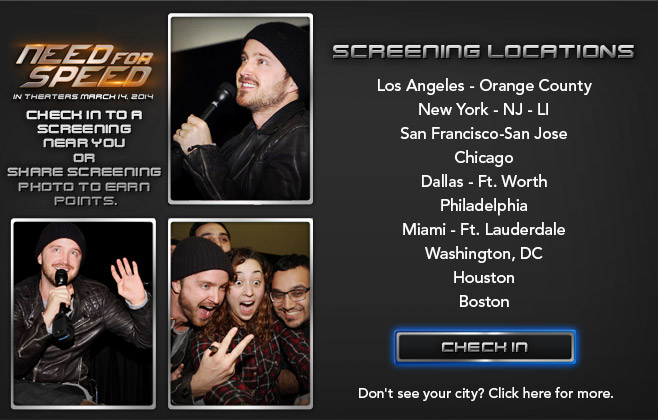 NEED FOR
SPEED
IN THEATERS MARCH 14, 2014
CHECK IN TO A
SCREENING
NEAR YOU
OR
SHARE SCREENING
PHOTO TO EARN
POINTS.
SCREENING LOCATIONS
Los Angeles - Orange County
New York - NJ - LI
San Francisco-San Jose
Chicago
Dallas - Ft. Worth
Philadelphia
Miami - Ft. Lauderdale
Washington, DC
Houston
Boston
CHECK IN
Don't see your city? Click here for more.